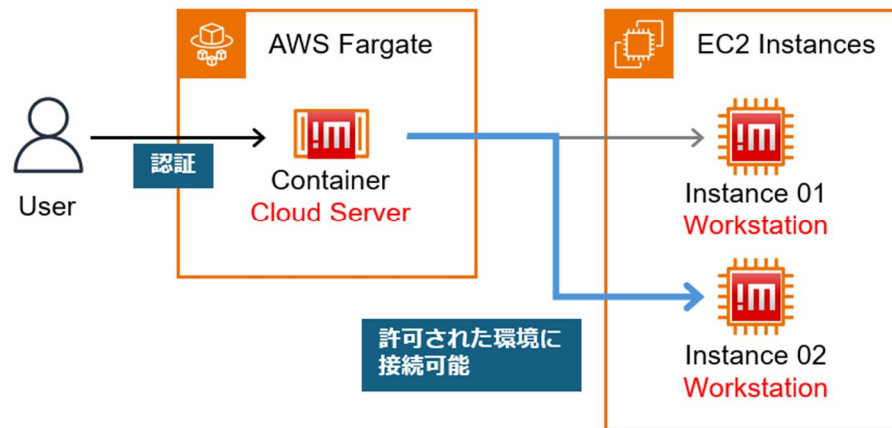 AWS Fargate
EC2 Instances
!m
!m
認証
Container
User
Cloud Server
Instance 01
Workstation
!m
許可された環境に
接続可能
Instance 02
Workstation